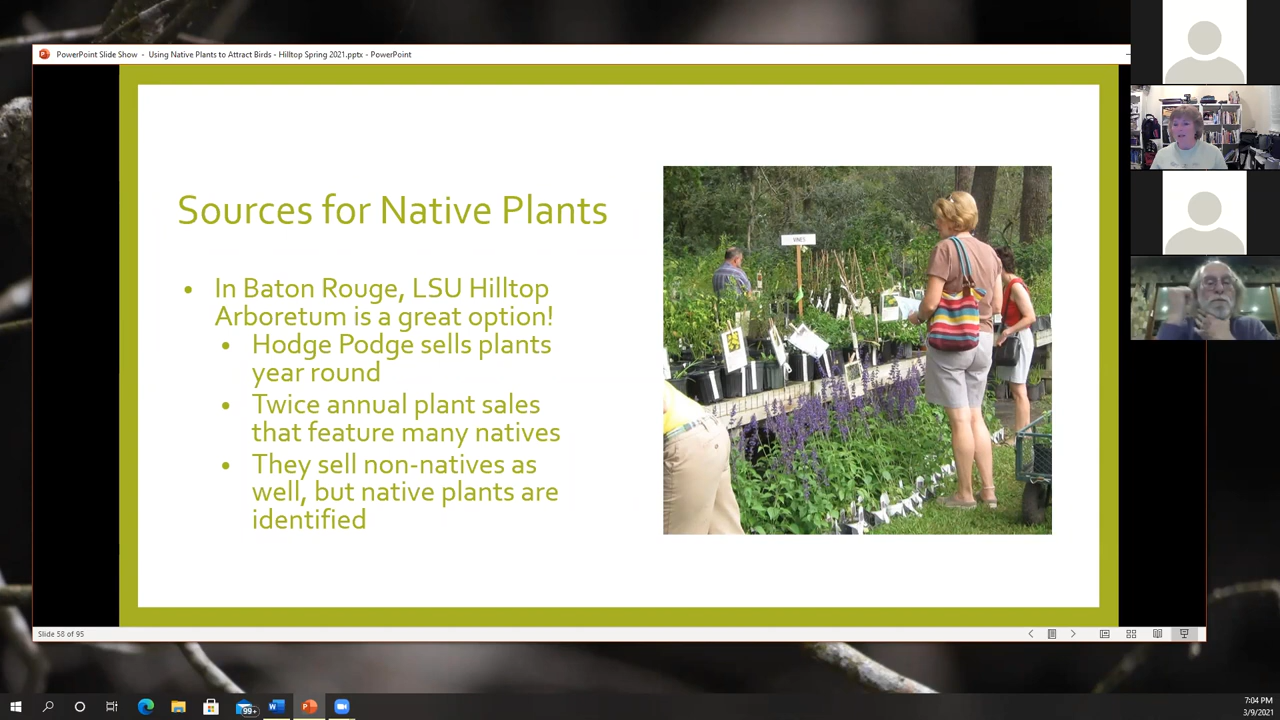 PowerPoint Slide Show - Using Native Plants to Attract Birds - Hilltop Spring 2021.pptx - PowerPoint
Sources for Native Plants
• In Baton Rouge, LSU Hilltop
Arboretum is a great option!
• Hodge Podge sells plants
year round
• Twice annual plant sales
that feature many natives
• They sell non-natives as
well, but native plants are
identified
VINES
Slide 58 of 95
99+
7:04 PM
3/9/2021